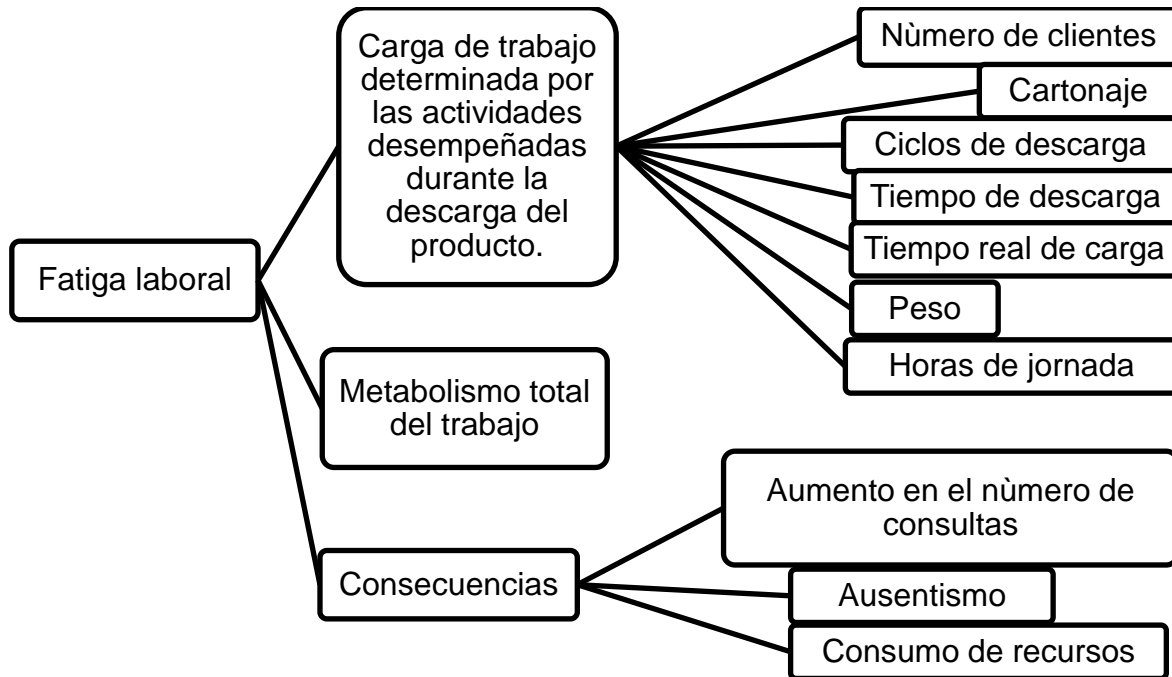 Fatiga laboral
Carga de trabajo
determinada por
las actividades
desempeñadas
durante la
descarga del
producto.
Nùmero de clientes
Cartonaje
Ciclos de descarga
Tiempo de descarga
Tiempo real de carga
Peso
Horas de jornada
Metabolismo total
del trabajo
Consecuencias
Aumento en el nùmero de
consultas
Ausentismo
Consumo de recursos